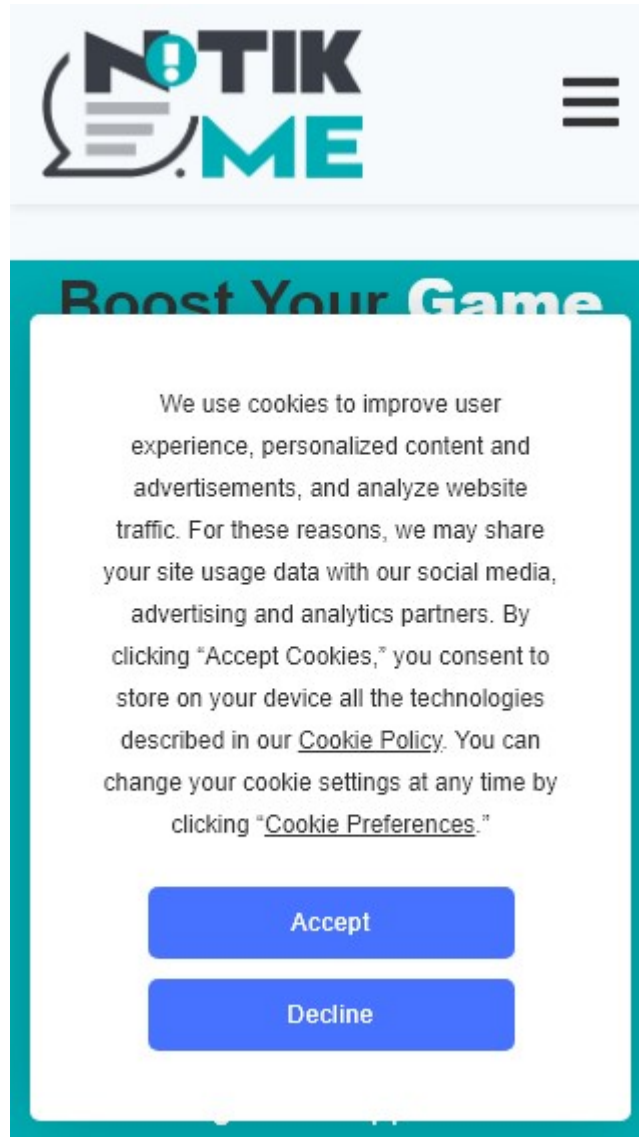 N!TIK
.ME
Boost Your Game
We use cookies to improve user
experience, personalized content and
advertisements, and analyze website
traffic. For these reasons, we may share
your site usage data with our social media,
advertising and analytics partners. By
clicking “Accept Cookies,” you consent to
store on your device all the technologies
described in our Cookie Policy. You can
change your cookie settings at any time by
clicking “Cookie Preferences.”
Accept
Decline